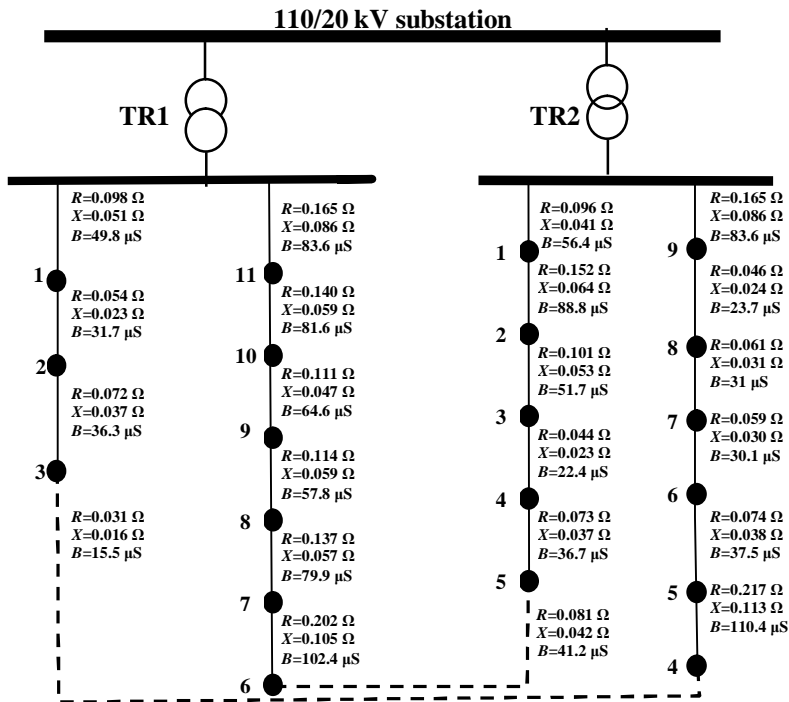 110/20 kV substation
TR1
TR2
R=0.098 Ω
X=0.051 Ω
B=49.8 μS
1
R=0.054 Ω
X=0.023 Ω
B=31.7 μS
2
R=0.072 Ω
X=0.037 Ω
B=36.3 μS
3
R=0.031 Ω
X=0.016 Ω
B=15.5 μS
R=0.165 Ω
X=0.086 Ω
B=83.6 μS
11
R=0.140 Ω
X=0.059 Ω
B=81.6 μS
10
R=0.111 Ω
X=0.047 Ω
B=64.6 μS
9
R=0.114 Ω
X=0.059 Ω
B=57.8 μS
8
R=0.137 Ω
X=0.057 Ω
B=79.9 μS
7
R=0.202 Ω
X=0.105 Ω
B=102.4 μS
6
R=0.096 Ω
X=0.041 Ω
B=56.4 μS
1
R=0.152 Ω
X=0.064 Ω
B=88.8 μS
2
R=0.101 Ω
X=0.053 Ω
B=51.7 μS
3
R=0.044 Ω
X=0.023 Ω
B=22.4 μS
4
R=0.073 Ω
X=0.037 Ω
B=36.7 μS
5
R=0.081 Ω
X=0.042 Ω
B=41.2 μS
R=0.165 Ω
X=0.086 Ω
B=83.6 μS
9
R=0.046 Ω
X=0.024 Ω
B=23.7 μS
8
R=0.061 Ω
X=0.031 Ω
B=31 μS
7
R=0.059 Ω
X=0.030 Ω
B=30.1 μS
6
R=0.074 Ω
X=0.038 Ω
B=37.5 μS
5
R=0.217 Ω
X=0.113 Ω
B=110.4 μS
4